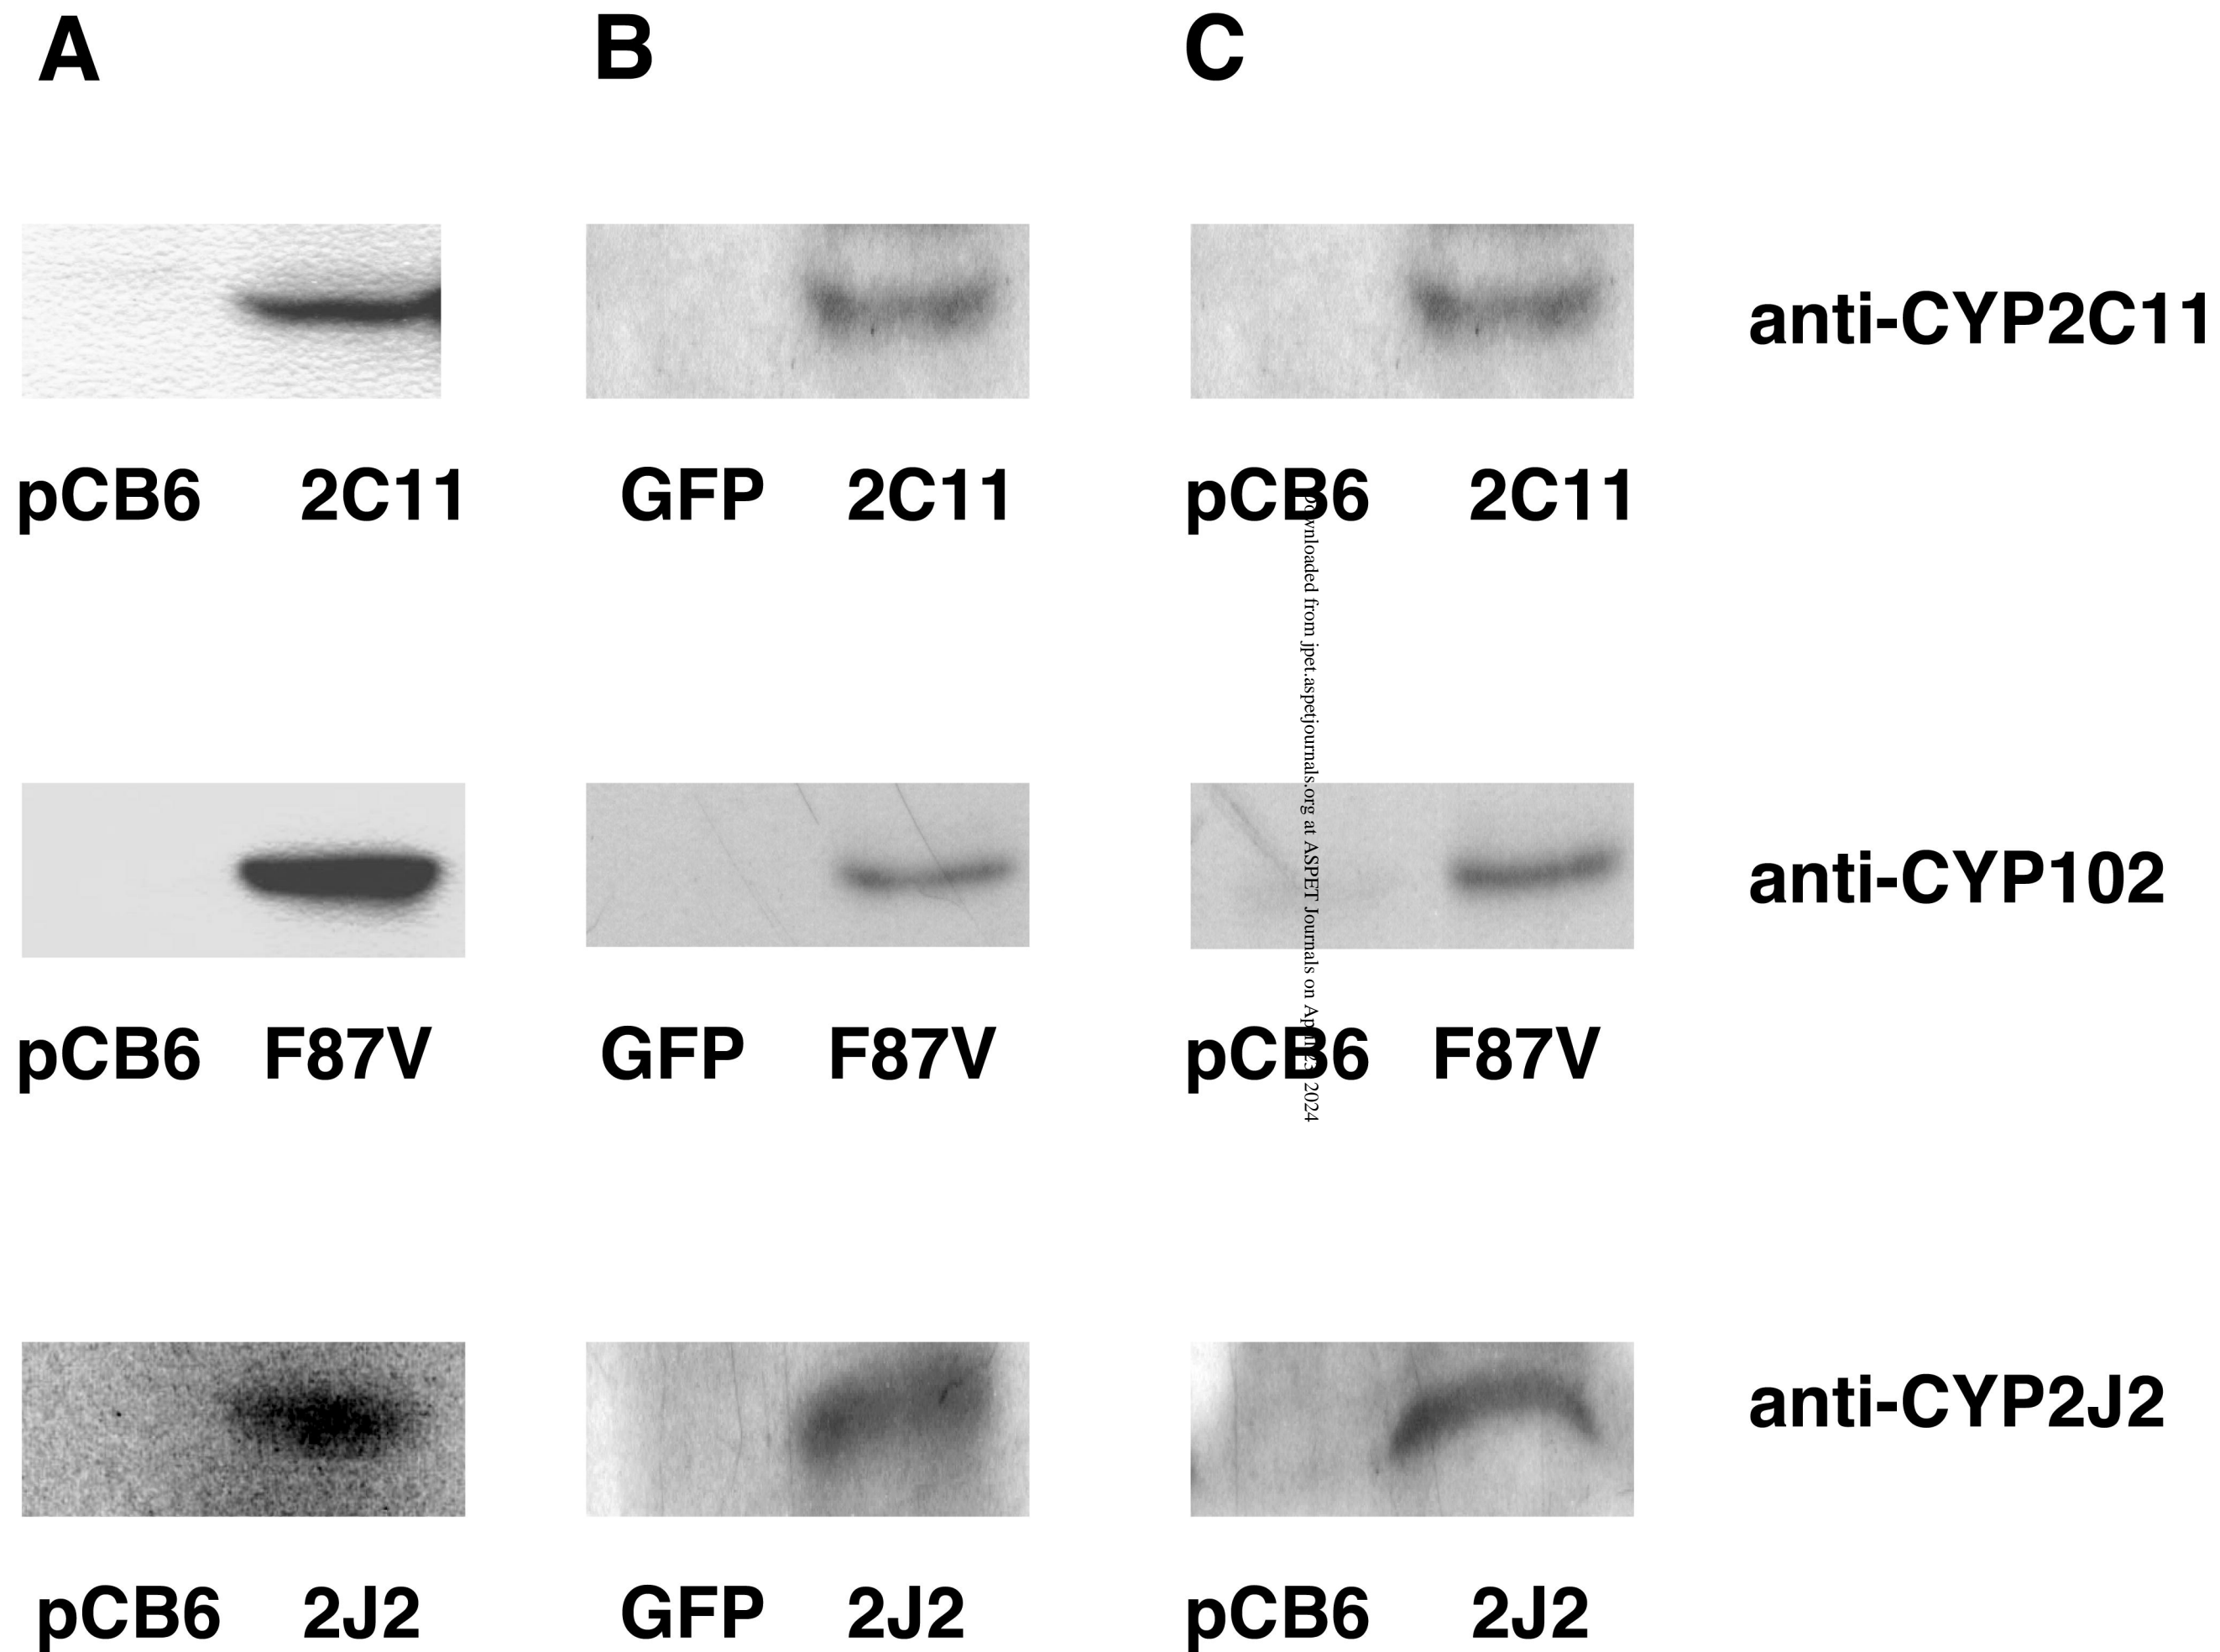 A B C
anti-CYP2C11
pCB6 2C11 GFP 2C11 pCB6 2C11
anti-CYP102
pCB6 F87V GFP F87V pCB6 F87V
anti-CYP2J2
pCB6 2J2 GFP 2J2 pCB6 2J2
Downloaded from jpet.aspetjournals.org at ASPET Journals on 2024